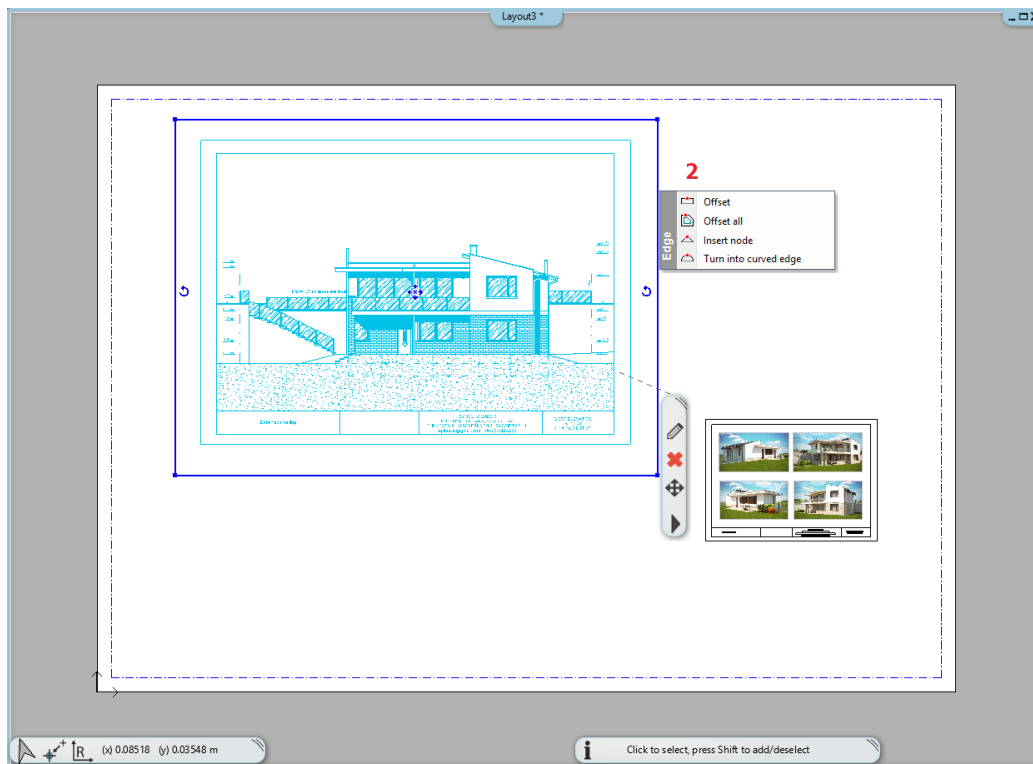 Layout3 *
2
Edge
Offset
Offset all
Insert node
Turn into curved edge
R
(x) 0.08518 (y) 0.03548 m
i
Click to select, press Shift to add/deselect